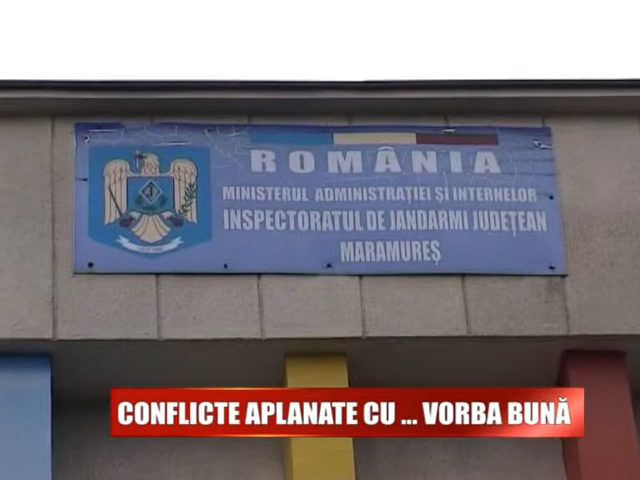 ROMÂNIA
MINISTERUL ADMINISTRAȚIEI ȘI INTERNELOR
INSPECTORATUL DE JANDARMI JUDEȚEAN
MARAMUREȘ
CONFLICTE APLANATE CU ... VORBA BUNĂ